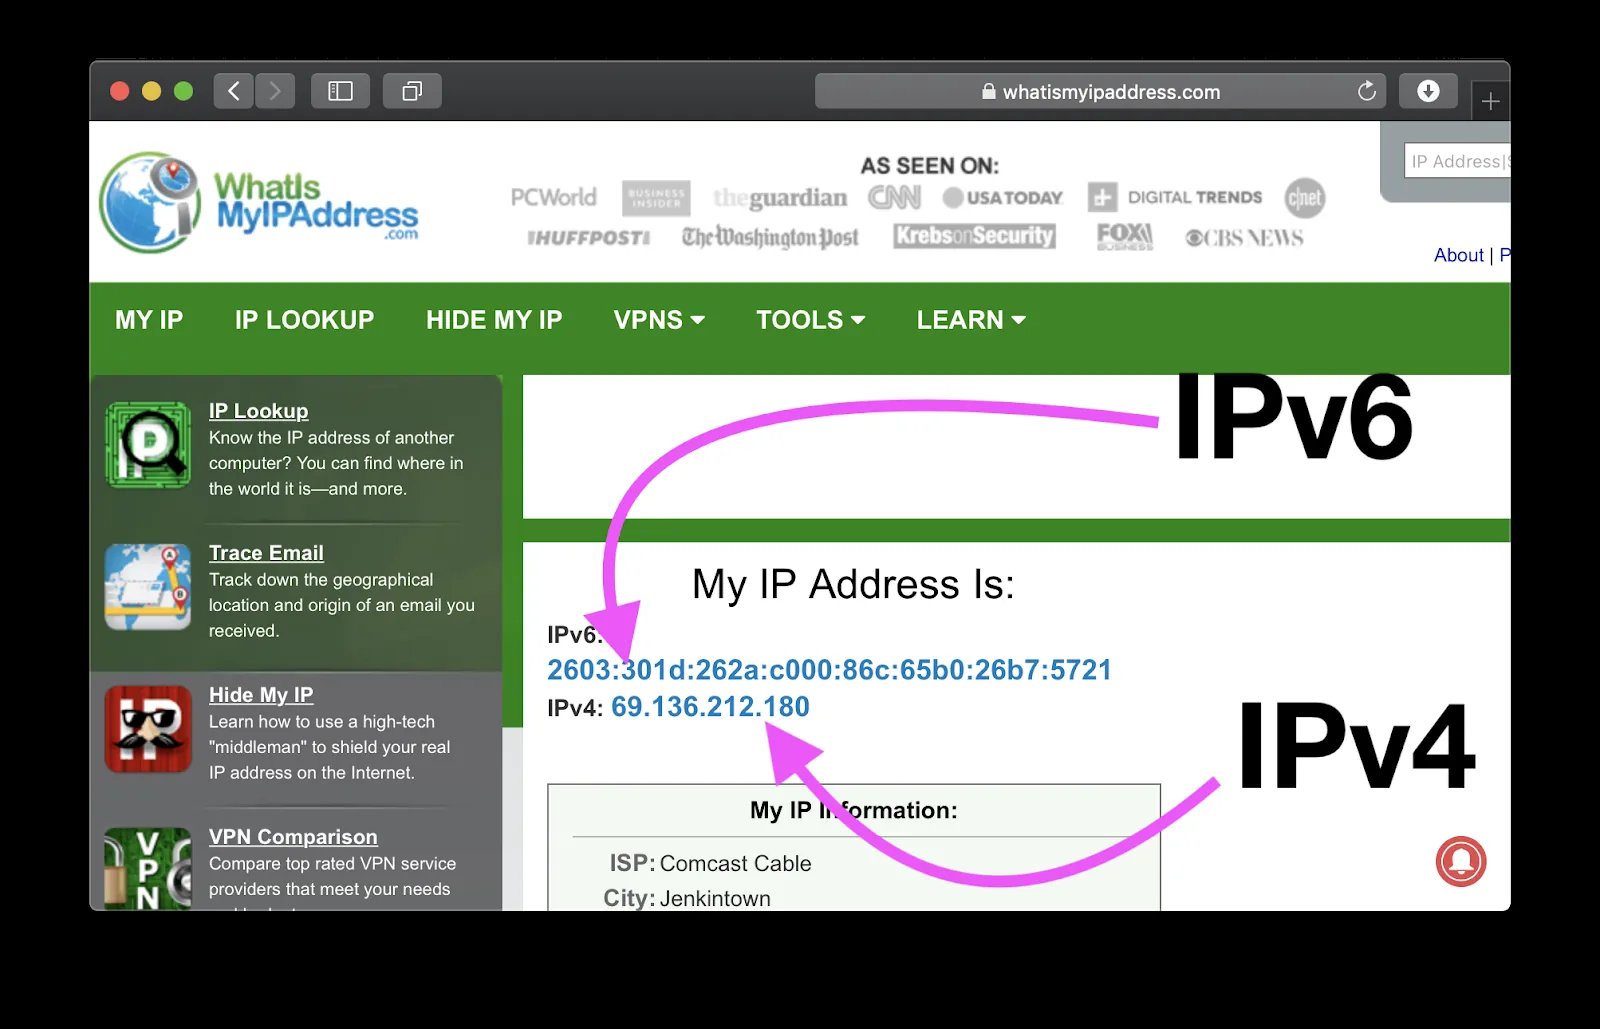 whatismyipaddress.com
IP Address|S
WhatIs
MyIPAddress
.com
AS SEEN ON:
PCWorld BUSINESS INSIDER theguardian CNN USA TODAY DIGITAL TRENDS c|net
HUFFPOST The Washington Post KrebsonSecurity FOX BUSINESS CBS NEWS
About | P
MY IP IP LOOKUP HIDE MY IP VPNS TOOLS LEARN
IPv6
IP
IP Lookup
Know the IP address of another
computer? You can find where in
the world it is—and more.
A
B
Trace Email
Track down the geographical
location and origin of an email you
received.
IP
Hide My IP
Learn how to use a high-tech
"middleman" to shield your real
IP address on the Internet.
VPN
VPN Comparison
Compare top rated VPN service
providers that meet your needs
My IP Address Is:
IPv6:
2603:301d:262a:c000:86c:65b0:26b7:5721
IPv4: 69.136.212.180
IPv4
My IP Information:
ISP: Comcast Cable
City: Jenkintown